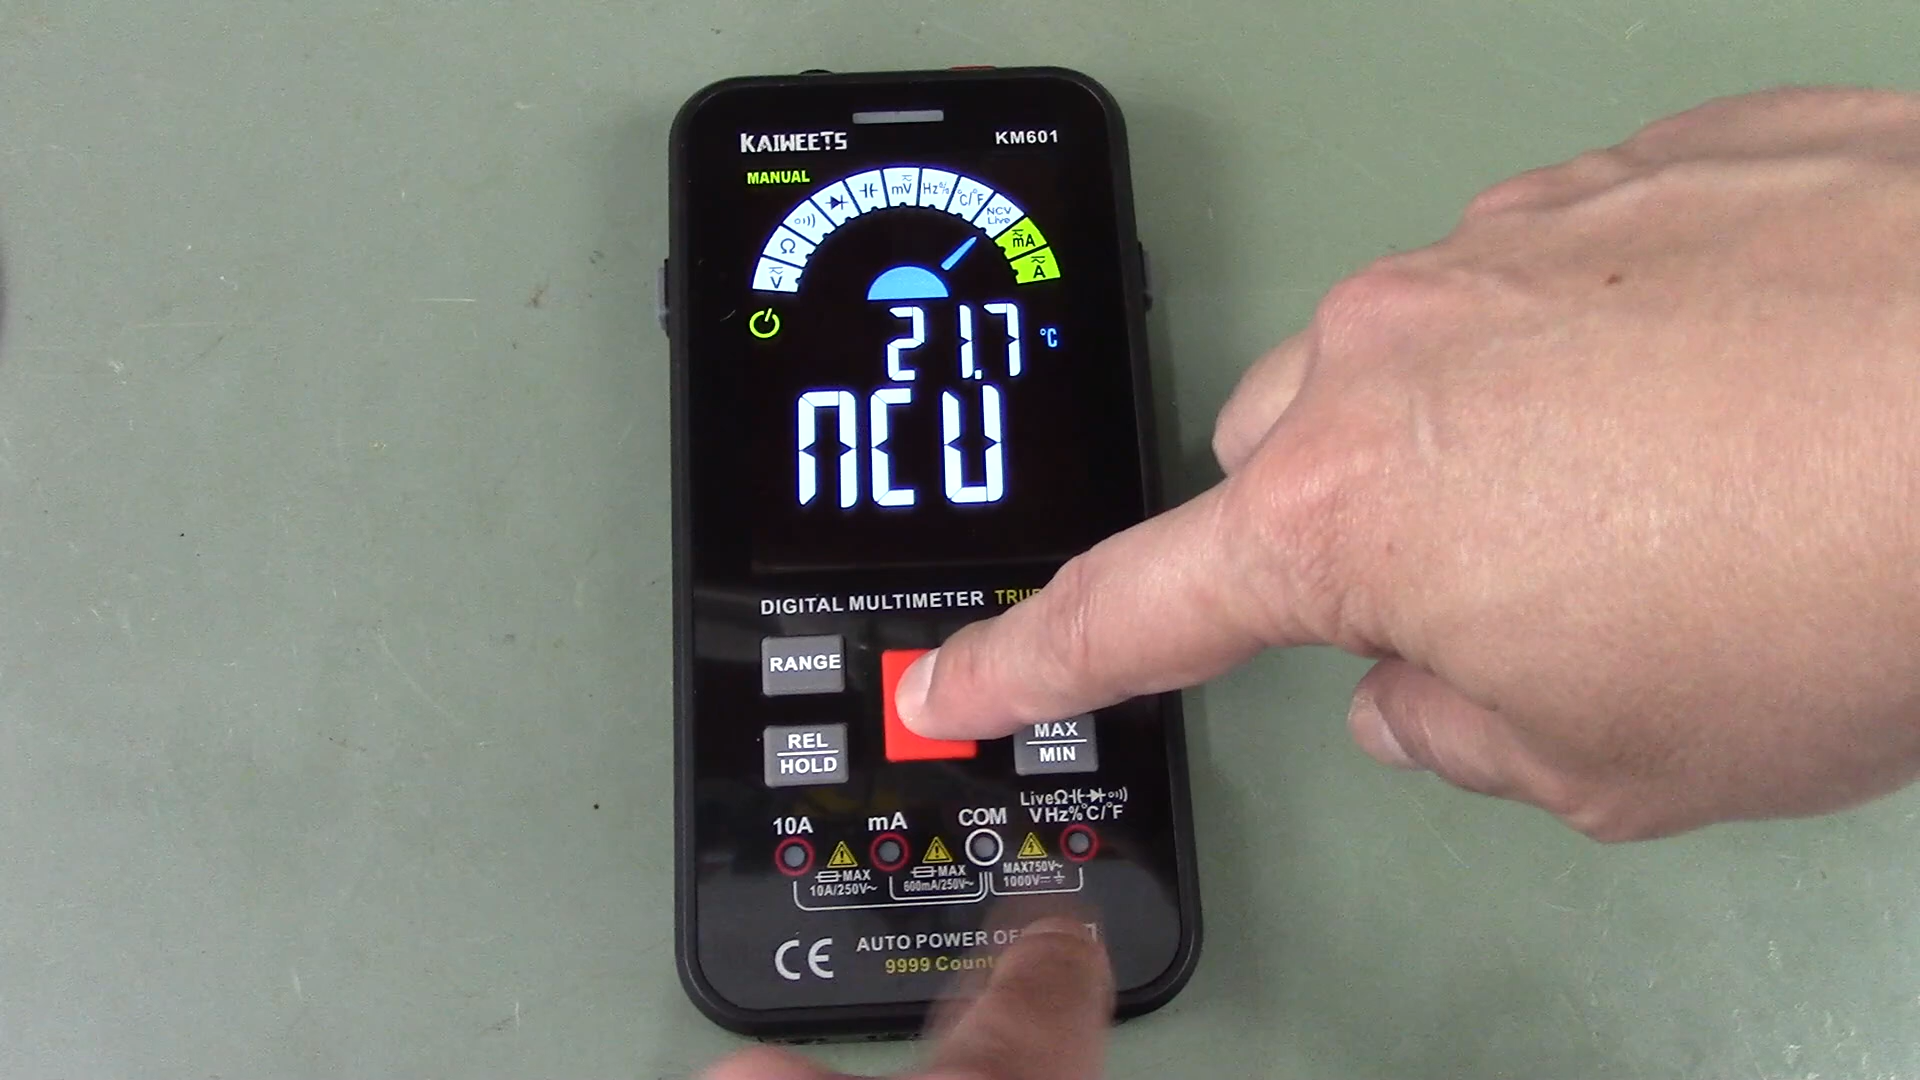 KAIWEETS KM601
MANUAL
V Ω mV Hz% °C/°F NCV Live mA A
21.7 °C
NCV
DIGITAL MULTIMETER
RANGE
REL
HOLD
MAX
MIN
LiveΩ
10A mA COM VHz%°C/°F
MAX 10A/250V~
MAX 600mA/250V~
MAX750V~
1000V
CE AUTO POWER
9999